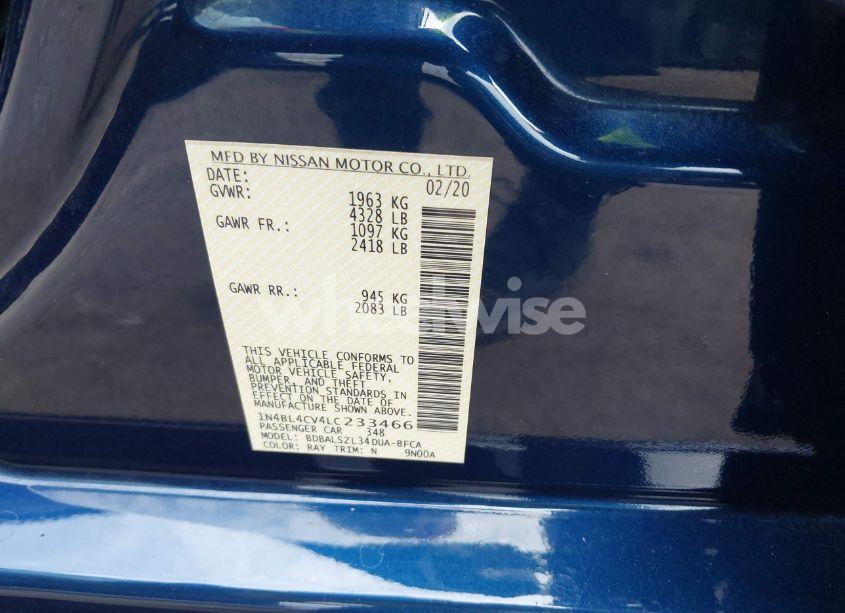 MFD BY NISSAN MOTOR CO., LTD.
DATE: 02/20
GVWR: 1963 KG
4328 LB
GAWR FR.: 1097 KG
2418 LB
GAWR RR.: 945 KG
2083 LB
wheelwise
THIS VEHICLE CONFORMS TO
ALL APPLICABLE FEDERAL
MOTOR VEHICLE SAFETY,
BUMPER, AND THEFT
PREVENTION STANDARDS IN
EFFECT ON THE DATE OF
MANUFACTURE SHOWN ABOVE.
1N4BL4CV4LC233466
PASSENGER CAR 348
MODEL: BDBALSZL34DUA-BFCA
COLOR: RAY TRIM: N 9N00A